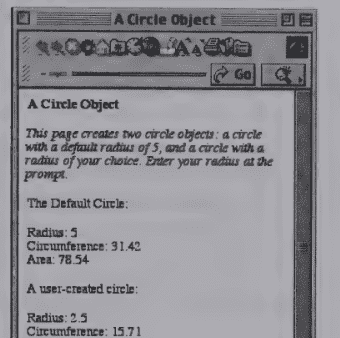 A Circle Object
Go
A Circle Object
This page creates two circle objects: a circle
with a default radius of 5, and a circle with a
radius of your choice. Enter your radius at the
prompt.
The Default Circle:
Radius: 5
Circumference: 31.42
Area: 78.54
A user-created circle:
Radius: 2.5
Circumference: 15.71